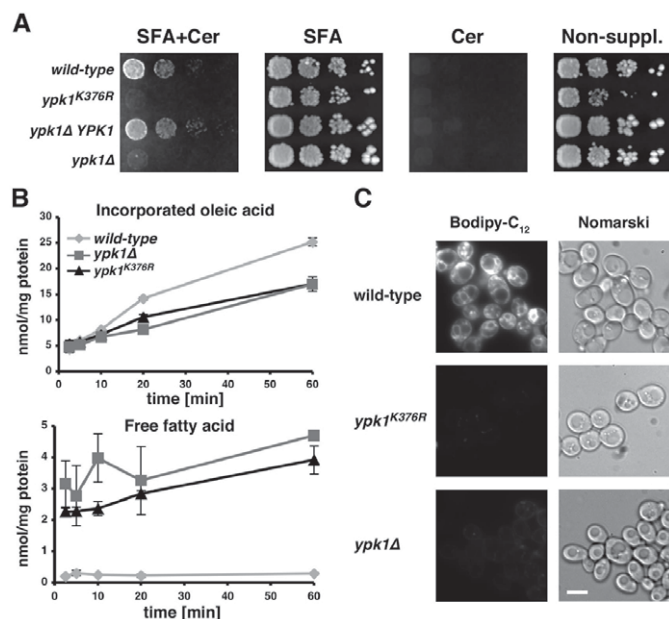 A
SFA+Cer SFA Cer Non-suppl.
wild-type
ypk1K376R
ypk1Δ YPK1
ypk1Δ
B
Incorporated oleic acid
30
25
20
15
10
5
0
nmol/mg ptotein
wild-type
ypk1Δ
ypk1K376R
0 10 20 30 40 50 60
time [min]
Free fatty acid
5
4
3
2
1
0
nmol/mg ptotein
0 10 20 30 40 50 60
time [min]
C
Bodipy-C12 Nomarski
wild-type
ypk1K376R
ypk1Δ